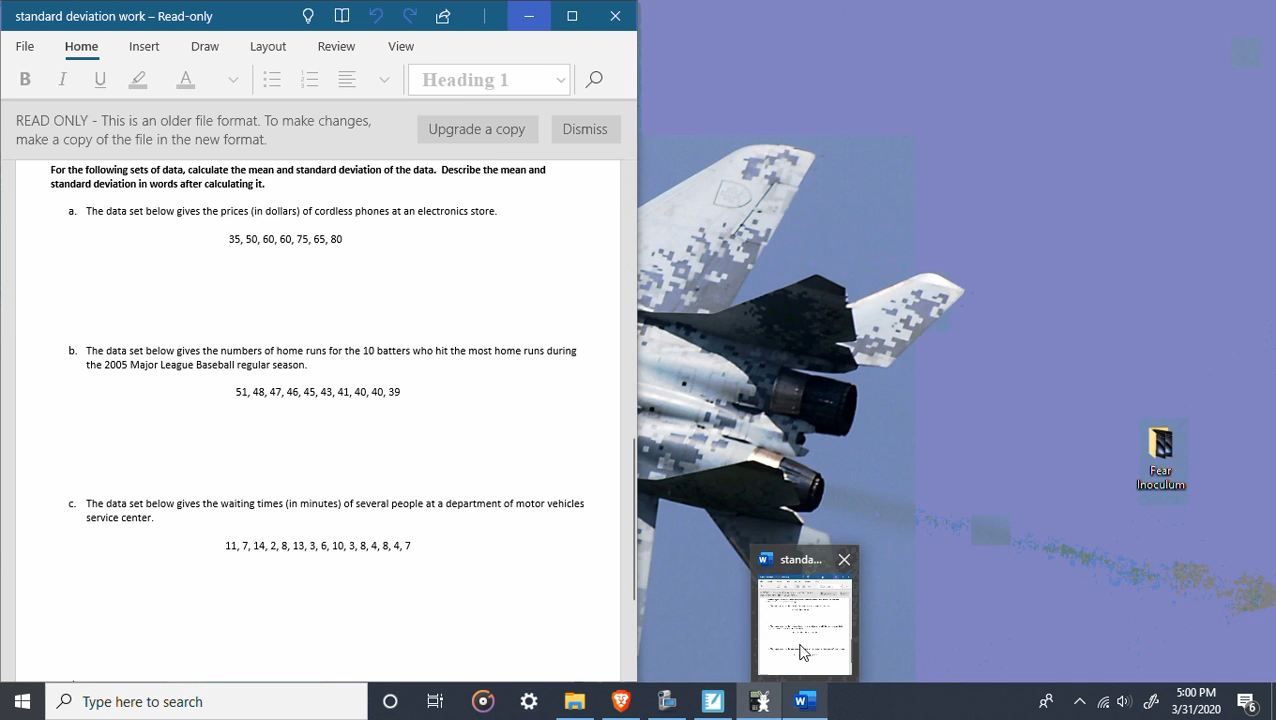 standard deviation work – Read-only
File Home Insert Draw Layout Review View
B I U A Heading 1
READ ONLY - This is an older file format. To make changes,
make a copy of the file in the new format.
Upgrade a copy Dismiss
For the following sets of data, calculate the mean and standard deviation of the data. Describe the mean and
standard deviation in words after calculating it.
a. The data set below gives the prices (in dollars) of cordless phones at an electronics store.
35, 50, 60, 60, 75, 65, 80
b. The data set below gives the numbers of home runs for the 10 batters who hit the most home runs during
the 2005 Major League Baseball regular season.
51, 48, 47, 46, 45, 43, 41, 40, 40, 39
c. The data set below gives the waiting times (in minutes) of several people at a department of motor vehicles
service center.
11, 7, 14, 2, 8, 13, 3, 6, 10, 3, 8, 4, 8, 4, 7
Fear
Inoculum
standa...
Type here to search
5:00 PM
3/31/2020
6